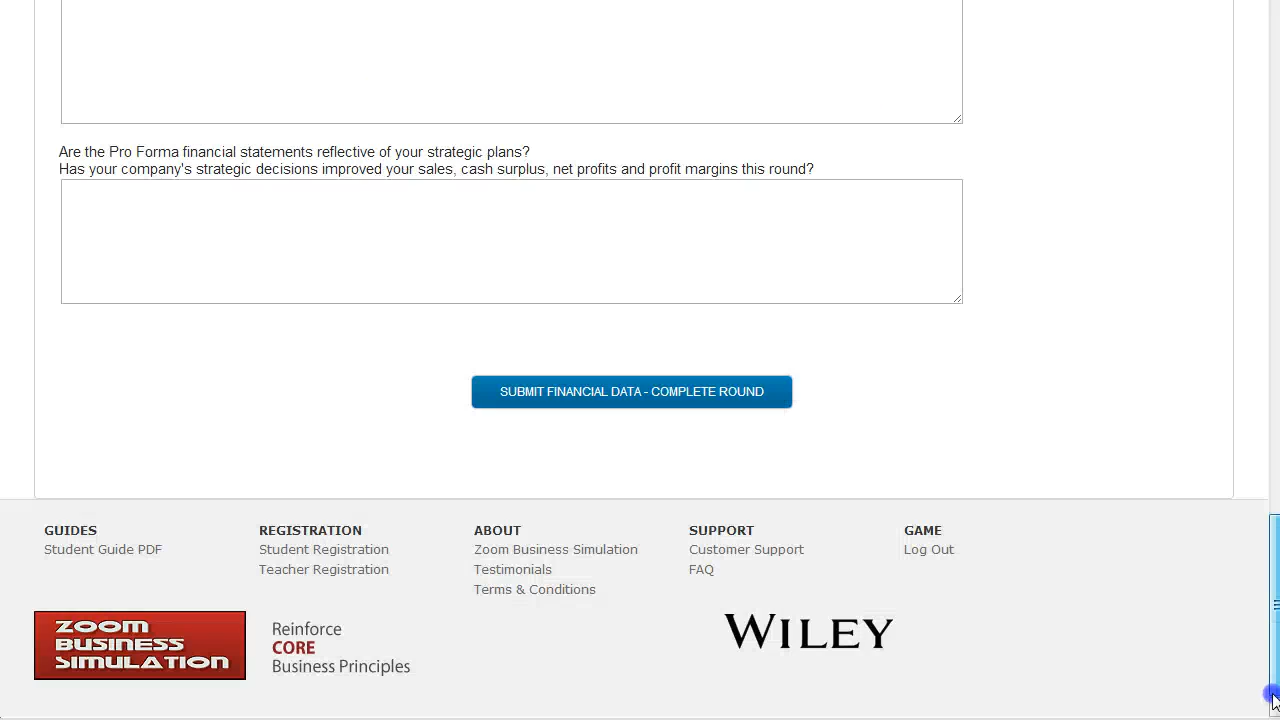 Are the Pro Forma financial statements reflective of your strategic plans?
Has your company's strategic decisions improved your sales, cash surplus, net profits and profit margins this round?
SUBMIT FINANCIAL DATA - COMPLETE ROUND
GUIDES
Student Guide PDF
REGISTRATION
Student Registration
Teacher Registration
ABOUT
Zoom Business Simulation
Testimonials
Terms & Conditions
SUPPORT
Customer Support
FAQ
GAME
Log Out
ZOOM
BUSINESS
SIMULATION
Reinforce
CORE
Business Principles
WILEY